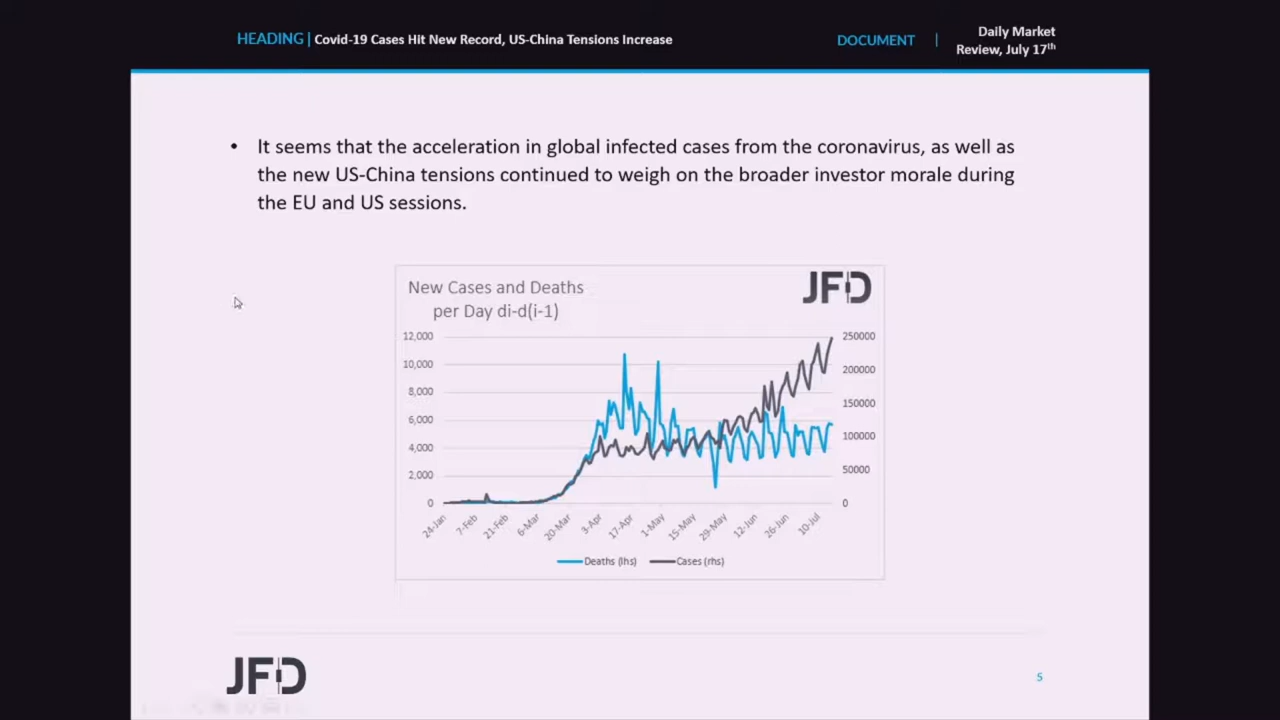 HEADING | Covid-19 Cases Hit New Record, US-China Tensions Increase
DOCUMENT |
Daily Market
Review, July 17th
• It seems that the acceleration in global infected cases from the coronavirus, as well as
the new US-China tensions continued to weigh on the broader investor morale during
the EU and US sessions.
New Cases and Deaths
per Day di-d(i-1)
JFD
12,000
10,000
8,000
6,000
4,000
2,000
0
250000
200000
150000
100000
50000
0
24-Jan
7-Feb
21-Feb
6-Mar
20-Mar
3-Apr
17-Apr
1-May
15-May
29-May
12-Jun
26-Jun
10-Jul
Deaths (lhs)
Cases (rhs)
JFD
5